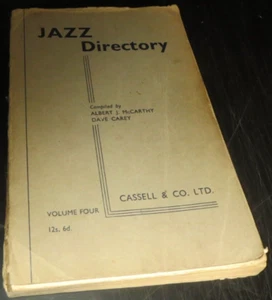 JAZZ
Directory
Compiled by
ALBERT J. McCARTHY
DAVE CAREY
CASSELL & CO. LTD.
VOLUME FOUR
12s. 6d.